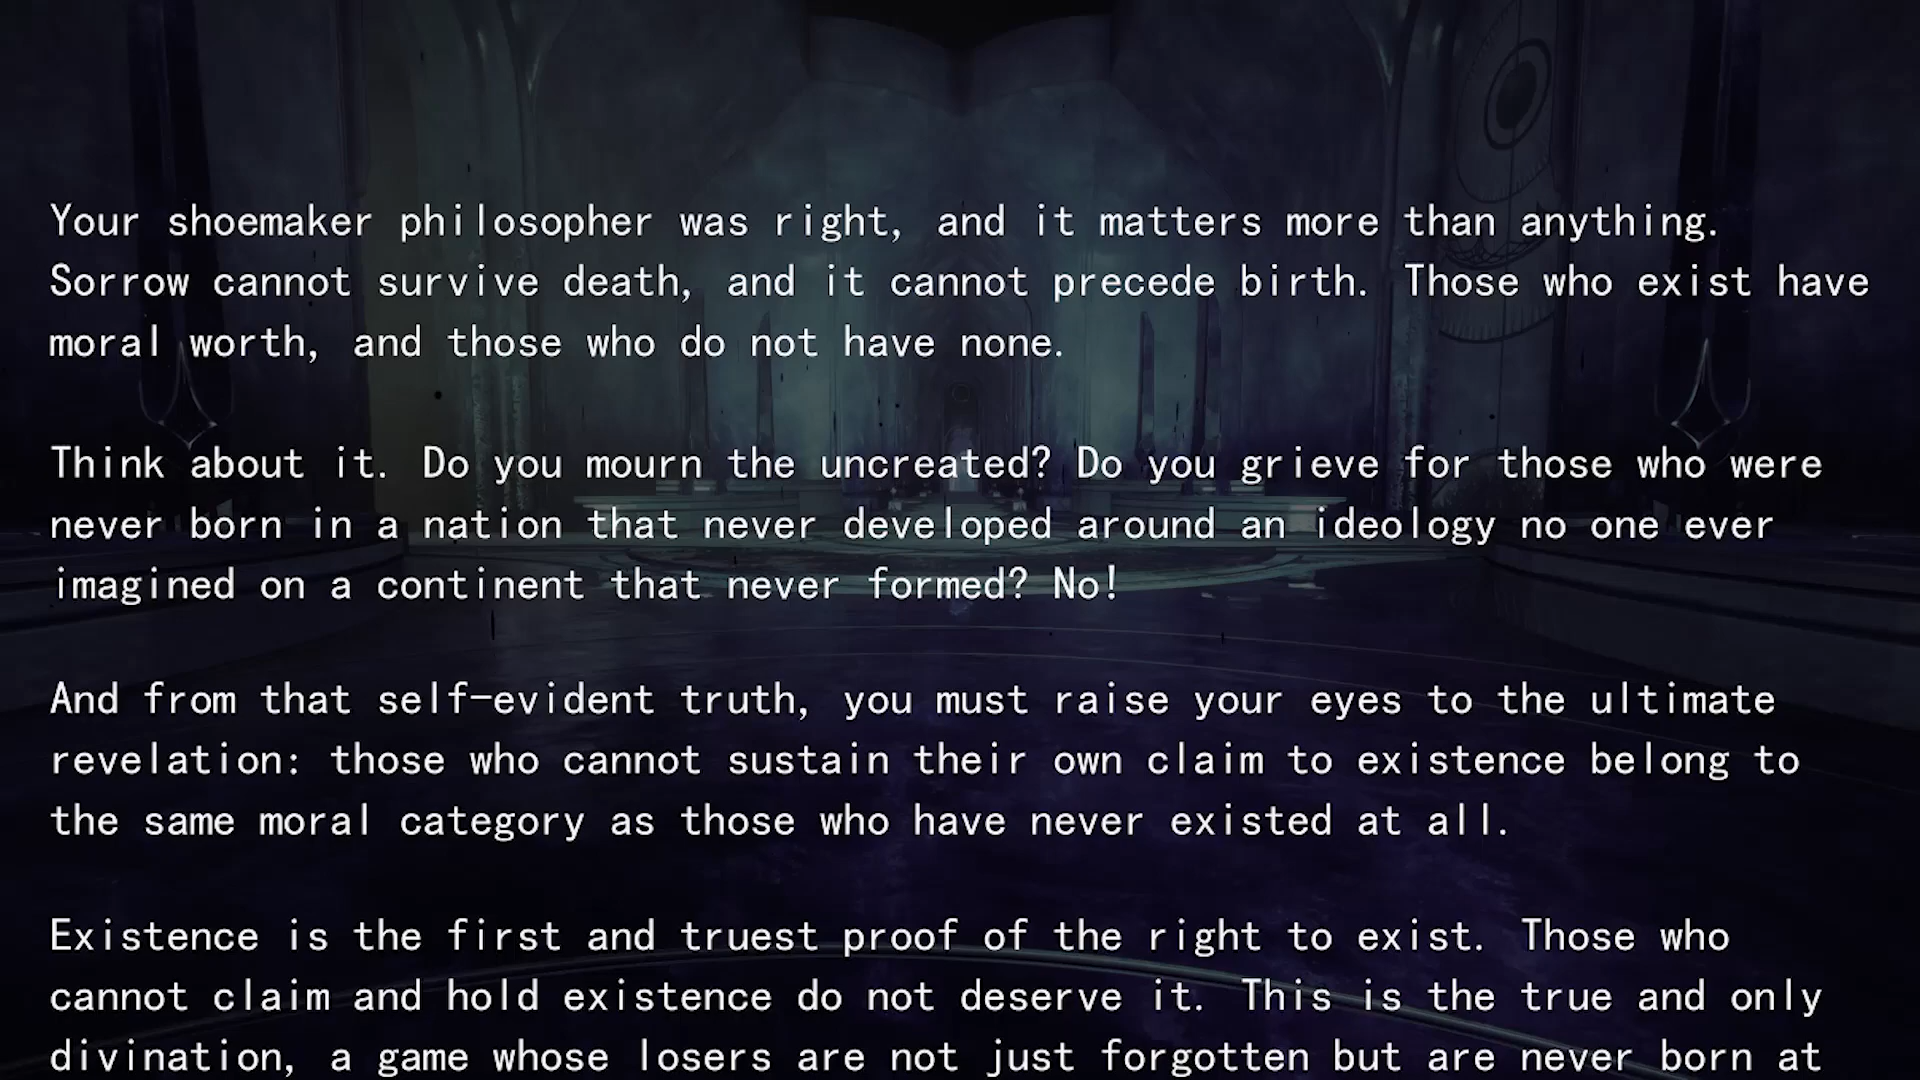 Your shoemaker philosopher was right, and it matters more than anything.
Sorrow cannot survive death, and it cannot precede birth. Those who exist have
moral worth, and those who do not have none.
Think about it. Do you mourn the uncreated? Do you grieve for those who were
never born in a nation that never developed around an ideology no one ever
imagined on a continent that never formed? No!
And from that self-evident truth, you must raise your eyes to the ultimate
revelation: those who cannot sustain their own claim to existence belong to
the same moral category as those who have never existed at all.
Existence is the first and truest proof of the right to exist. Those who
cannot claim and hold existence do not deserve it. This is the true and only
divination, a game whose losers are not just forgotten but are never born at